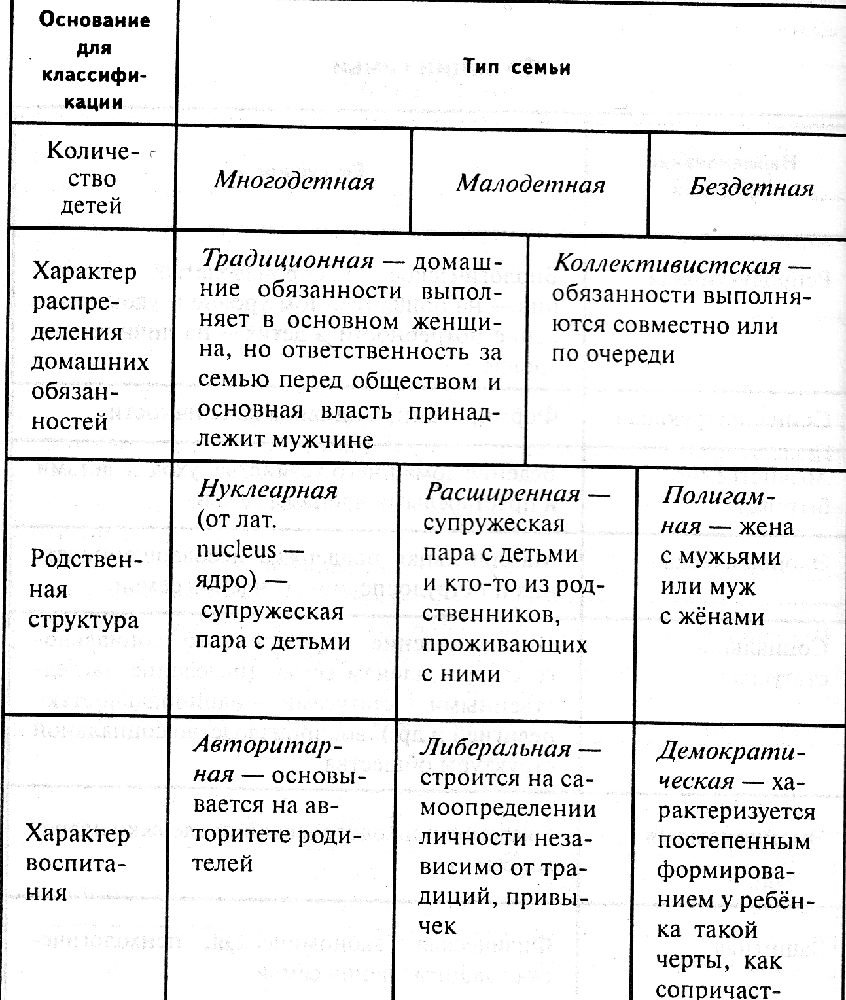 Основание
для
классифи-
кации
Тип семьи
Количе-
ство
детей
Многодетная
Малодетная
Бездетная
Характер
распре-
деления
домашних
обязан-
ностей
Традиционная — домаш-
ние обязанности выпол-
няет в основном женщи-
на, но ответственность за
семью перед обществом и
основная власть принад-
лежит мужчине
Коллективистская —
обязанности выполня-
ются совместно или
по очереди
Родствен-
ная
структура
Нуклеарная
(от лат.
nucleus —
ядро) —
супружеская
пара с детьми
Расширенная —
супружеская
пара с детьми
и кто-то из род-
ственников,
проживающих
с ними
Полигам-
ная — жена
с мужьями
или муж
с жёнами
Характер
воспита-
ния
Авторитар-
ная — основы-
вается на ав-
торитете роди-
телей
Либеральная —
строится на са-
моопределении
личности неза-
висимо от тра-
диций, привы-
чек
Демократи-
ческая — ха-
рактеризуется
постепенным
формирова-
нием у ребён-
ка такой
черты, как
сопричаст-